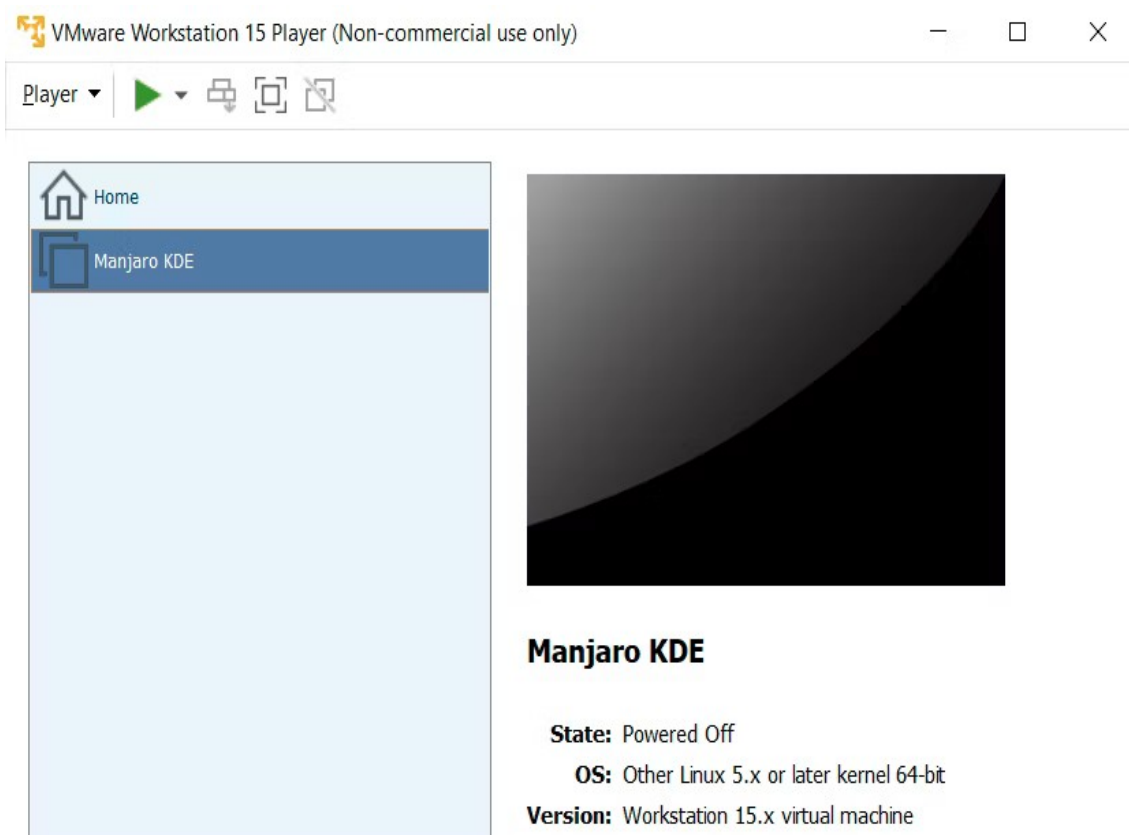 VMware Workstation 15 Player (Non-commercial use only)
Player
Home
Manjaro KDE
Manjaro KDE
State: Powered Off
OS: Other Linux 5.x or later kernel 64-bit
Version: Workstation 15.x virtual machine